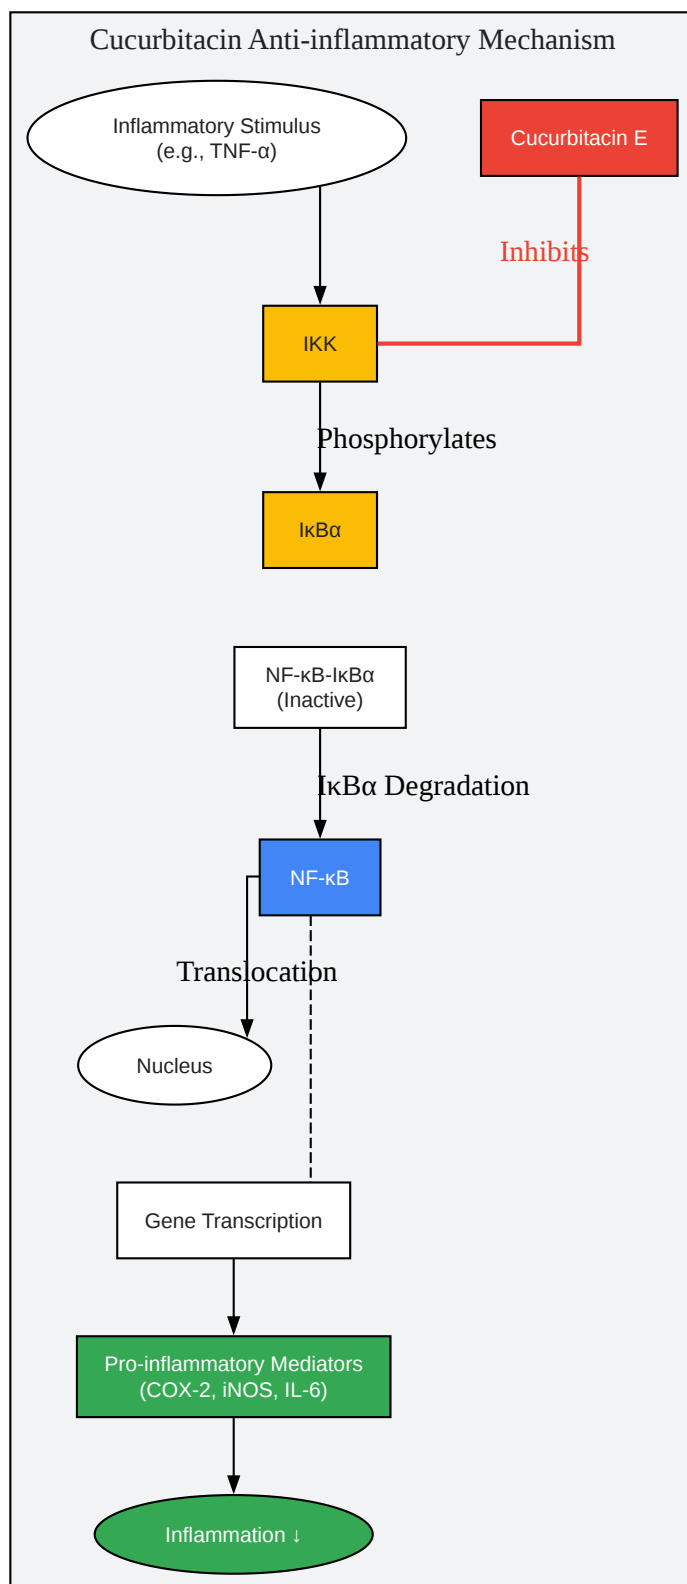 Cucurbitacin Anti-inflammatory Mechanism
Inflammatory Stimulus
(e.g., TNF-α)
Cucurbitacin E
Inhibits
IKK
Phosphorylates
IκBα
NF-κB-IκBα
(Inactive)
IκBα Degradation
NF-κB
Translocation
Nucleus
Gene Transcription
Pro-inflammatory Mediators
(COX-2, iNOS, IL-6)
Inflammation ↓